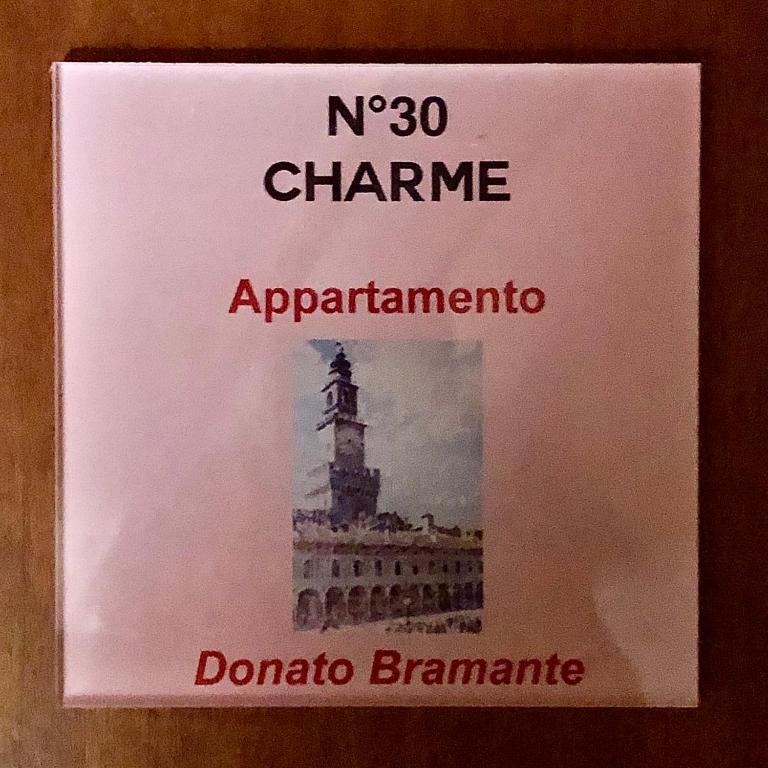 N°30
CHARME
Appartamento
Donato Bramante